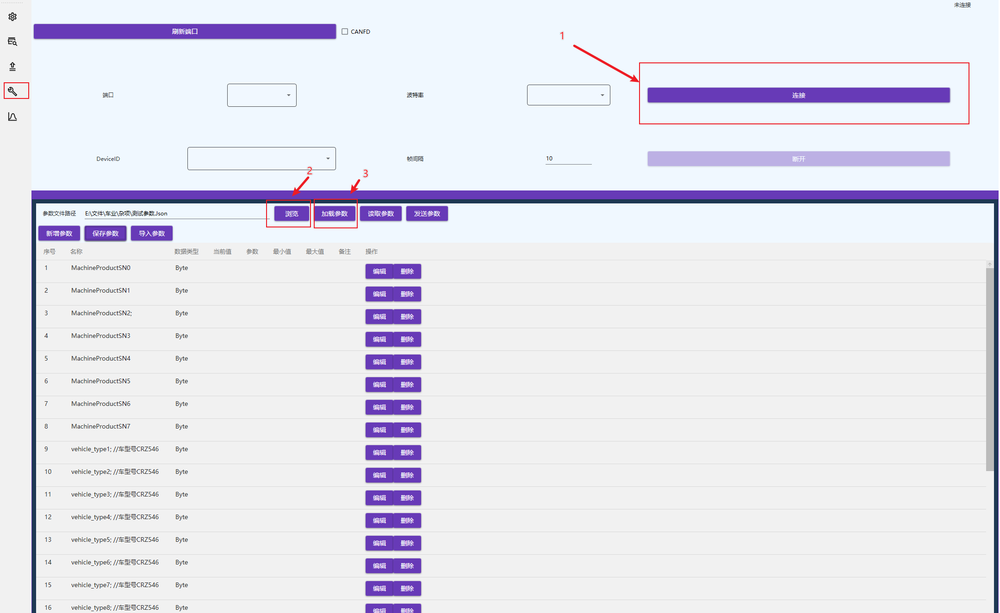 未连接
刷新端口 CANFD
1
端口 波特率 连接
DeviceID 帧间隔 10 断开
2 3
参数文件路径 E:\文件\车业\杂项\测试参数.Json 浏览 加载参数 读取参数 发送参数
新增参数 保存参数 导入参数
序号 名称 数据类型 当前值 参数 最小值 最大值 备注 操作
1 MachineProductSN0 Byte 编辑 删除
2 MachineProductSN1 Byte 编辑 删除
3 MachineProductSN2; Byte 编辑 删除
4 MachineProductSN3 Byte 编辑 删除
5 MachineProductSN4 Byte 编辑 删除
6 MachineProductSN5 Byte 编辑 删除
7 MachineProductSN6 Byte 编辑 删除
8 MachineProductSN7 Byte 编辑 删除
9 vehicle_type1; //车型号CRZ546 Byte 编辑 删除
10 vehicle_type2; //车型号CRZ546 Byte 编辑 删除
11 vehicle_type3; //车型号CRZ546 Byte 编辑 删除
12 vehicle_type4; //车型号CRZ546 Byte 编辑 删除
13 vehicle_type5; //车型号CRZ546 Byte 编辑 删除
14 vehicle_type6; //车型号CRZ546 Byte 编辑 删除
15 vehicle_type7; //车型号CRZ546 Byte 编辑 删除
16 vehicle_type8; //车型号CRZ546 Byte 编辑 删除